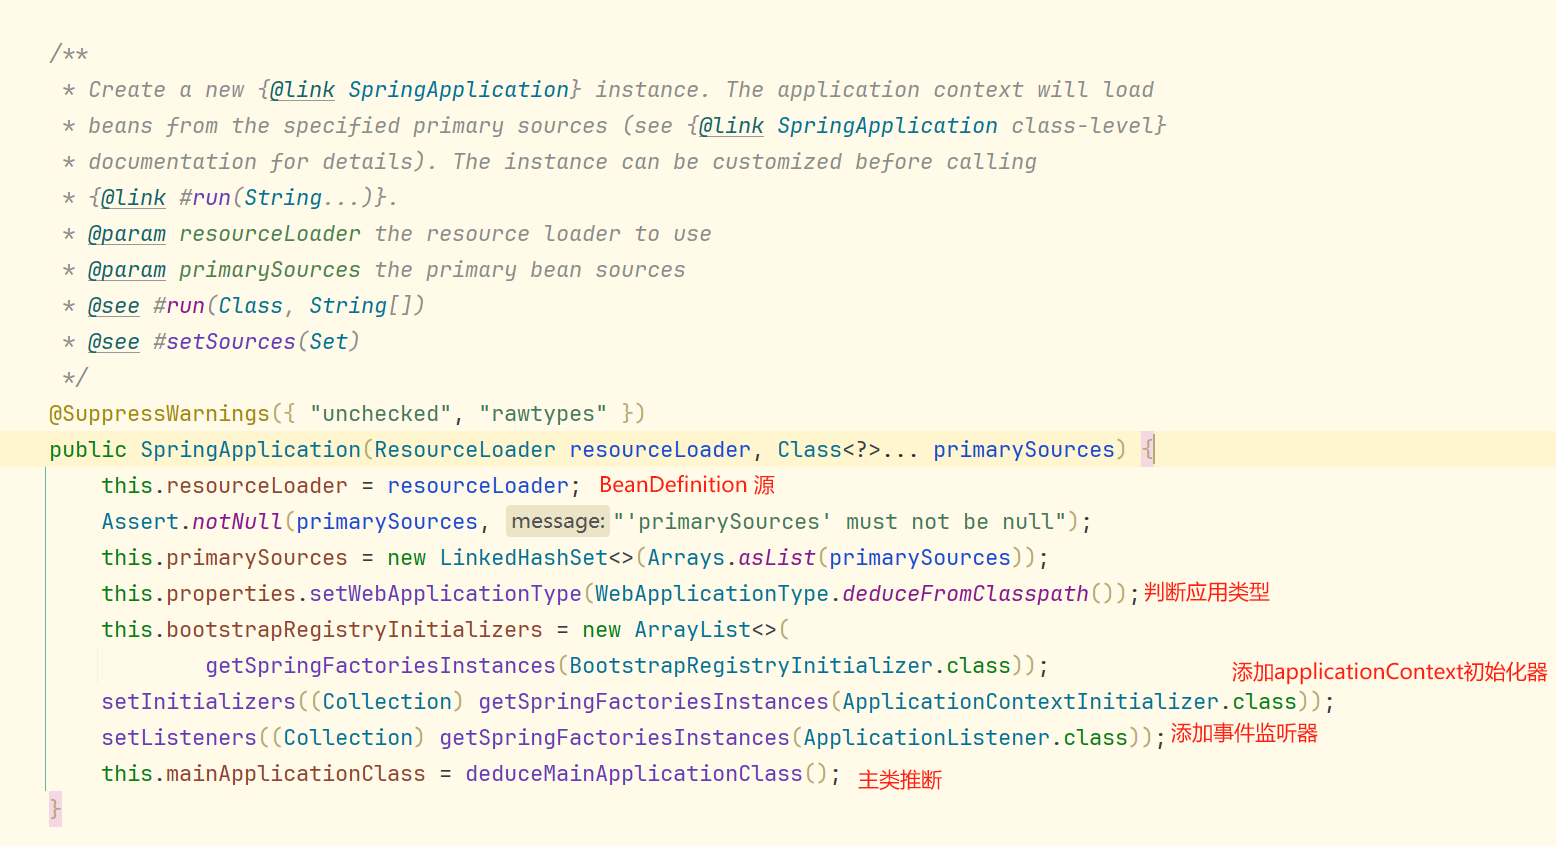 /**
 * Create a new {@link SpringApplication} instance. The application context will load
 * beans from the specified primary sources (see {@link SpringApplication class-level}
 * documentation for details). The instance can be customized before calling
 * {@link #run(String...)}.
 * @param resourceLoader the resource loader to use
 * @param primarySources the primary bean sources
 * @see #run(Class, String[])
 * @see #setSources(Set)
 */
@SuppressWarnings({ "unchecked", "rawtypes" })
public SpringApplication(ResourceLoader resourceLoader, Class<?>... primarySources) {
    this.resourceLoader = resourceLoader; BeanDefinition 源
    Assert.notNull(primarySources, message: "'primarySources' must not be null");
    this.primarySources = new LinkedHashSet<>(Arrays.asList(primarySources));
    this.properties.setWebApplicationType(WebApplicationType.deduceFromClasspath()); 判断应用类型
    this.bootstrapRegistryInitializers = new ArrayList<>(
            getSpringFactoriesInstances(BootstrapRegistryInitializer.class));
添加applicationContext初始化器
    setInitializers((Collection) getSpringFactoriesInstances(ApplicationContextInitializer.class));
    setListeners((Collection) getSpringFactoriesInstances(ApplicationListener.class)); 添加事件监听器
    this.mainApplicationClass = deduceMainApplicationClass(); 主类推断
}